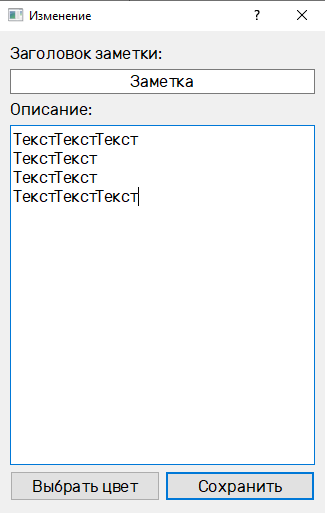 Изменение
?
Заголовок заметки:
Заметка
Описание:
ТекстТекстТекст
ТекстТекст
ТекстТекст
ТекстТекстТекст
Выбрать цвет
Сохранить